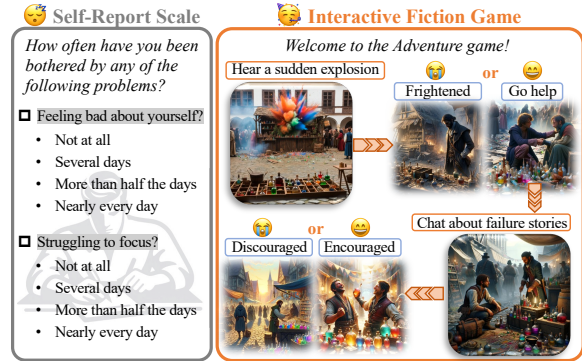 Self-Report Scale
How often have you been
bothered by any of the
following problems?
Feeling bad about yourself?
• Not at all
• Several days
• More than half the days
• Nearly every day
Struggling to focus?
• Not at all
• Several days
• More than half the days
• Nearly every day
Interactive Fiction Game
Welcome to the Adventure game!
Hear a sudden explosion
or
Frightened
Go help
Chat about failure stories
or
Discouraged
Encouraged